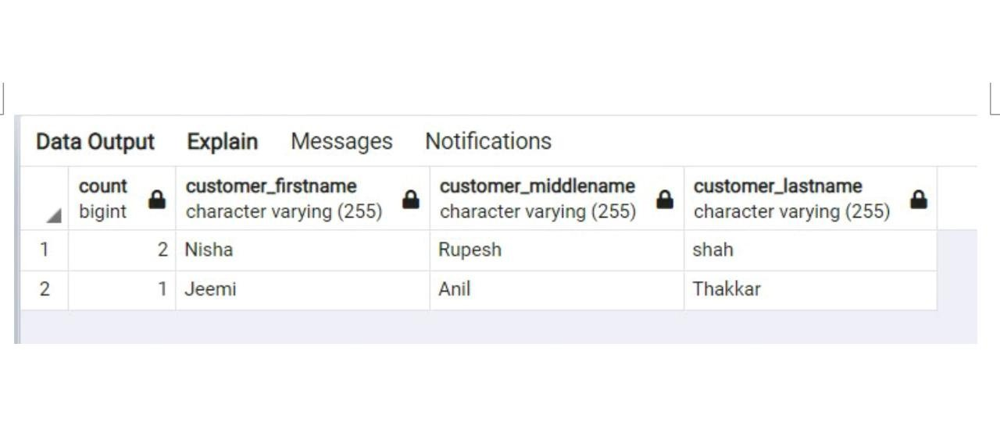 Data Output Explain Messages Notifications
count customer_firstname customer_middlename customer_lastname
bigint character varying (255) character varying (255) character varying (255)
1 2 Nisha Rupesh shah
2 1 Jeemi Anil Thakkar